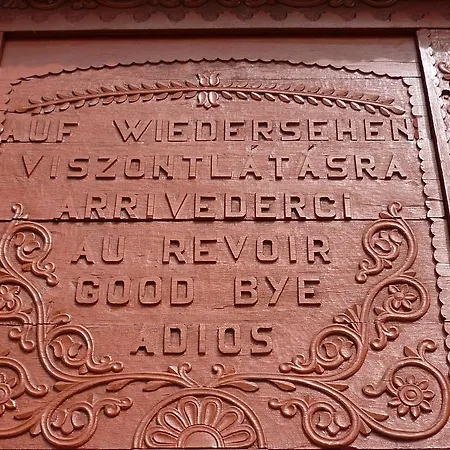 AUF WIEDERSEHEN
VISZONTLÁTÁSRA
ARRIVEDERCI
AU REVOIR
GOOD BYE
ADIOS